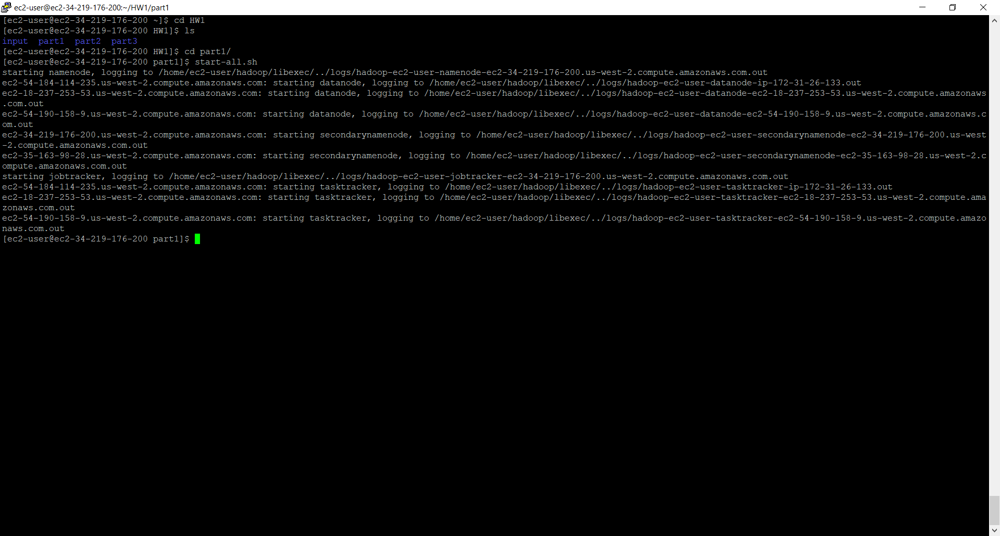 ec2-user@ec2-34-219-176-200:~/HW1/part1
[ec2-user@ec2-34-219-176-200 ~]$ cd HW1
[ec2-user@ec2-34-219-176-200 HW1]$ ls
input  part1  part2  part3
[ec2-user@ec2-34-219-176-200 HW1]$ cd part1/
[ec2-user@ec2-34-219-176-200 part1]$ start-all.sh
starting namenode, logging to /home/ec2-user/hadoop/libexec/../logs/hadoop-ec2-user-namenode-ec2-34-219-176-200.us-west-2.compute.amazonaws.com.out
ec2-54-184-114-235.us-west-2.compute.amazonaws.com: starting datanode, logging to /home/ec2-user/hadoop/libexec/../logs/hadoop-ec2-user-datanode-ip-172-31-26-133.out
ec2-18-237-253-53.us-west-2.compute.amazonaws.com: starting datanode, logging to /home/ec2-user/hadoop/libexec/../logs/hadoop-ec2-user-datanode-ec2-18-237-253-53.us-west-2.compute.amazonaws
.com.out
ec2-54-190-158-9.us-west-2.compute.amazonaws.com: starting datanode, logging to /home/ec2-user/hadoop/libexec/../logs/hadoop-ec2-user-datanode-ec2-54-190-158-9.us-west-2.compute.amazonaws.c
om.out
ec2-34-219-176-200.us-west-2.compute.amazonaws.com: starting secondarynamenode, logging to /home/ec2-user/hadoop/libexec/../logs/hadoop-ec2-user-secondarynamenode-ec2-34-219-176-200.us-west
-2.compute.amazonaws.com.out
ec2-35-163-98-28.us-west-2.compute.amazonaws.com: starting secondarynamenode, logging to /home/ec2-user/hadoop/libexec/../logs/hadoop-ec2-user-secondarynamenode-ec2-35-163-98-28.us-west-2.c
ompute.amazonaws.com.out
starting jobtracker, logging to /home/ec2-user/hadoop/libexec/../logs/hadoop-ec2-user-jobtracker-ec2-34-219-176-200.us-west-2.compute.amazonaws.com.out
ec2-54-184-114-235.us-west-2.compute.amazonaws.com: starting tasktracker, logging to /home/ec2-user/hadoop/libexec/../logs/hadoop-ec2-user-tasktracker-ip-172-31-26-133.out
ec2-18-237-253-53.us-west-2.compute.amazonaws.com: starting tasktracker, logging to /home/ec2-user/hadoop/libexec/../logs/hadoop-ec2-user-tasktracker-ec2-18-237-253-53.us-west-2.compute.ama
zonaws.com.out
ec2-54-190-158-9.us-west-2.compute.amazonaws.com: starting tasktracker, logging to /home/ec2-user/hadoop/libexec/../logs/hadoop-ec2-user-tasktracker-ec2-54-190-158-9.us-west-2.compute.amazo
naws.com.out
[ec2-user@ec2-34-219-176-200 part1]$